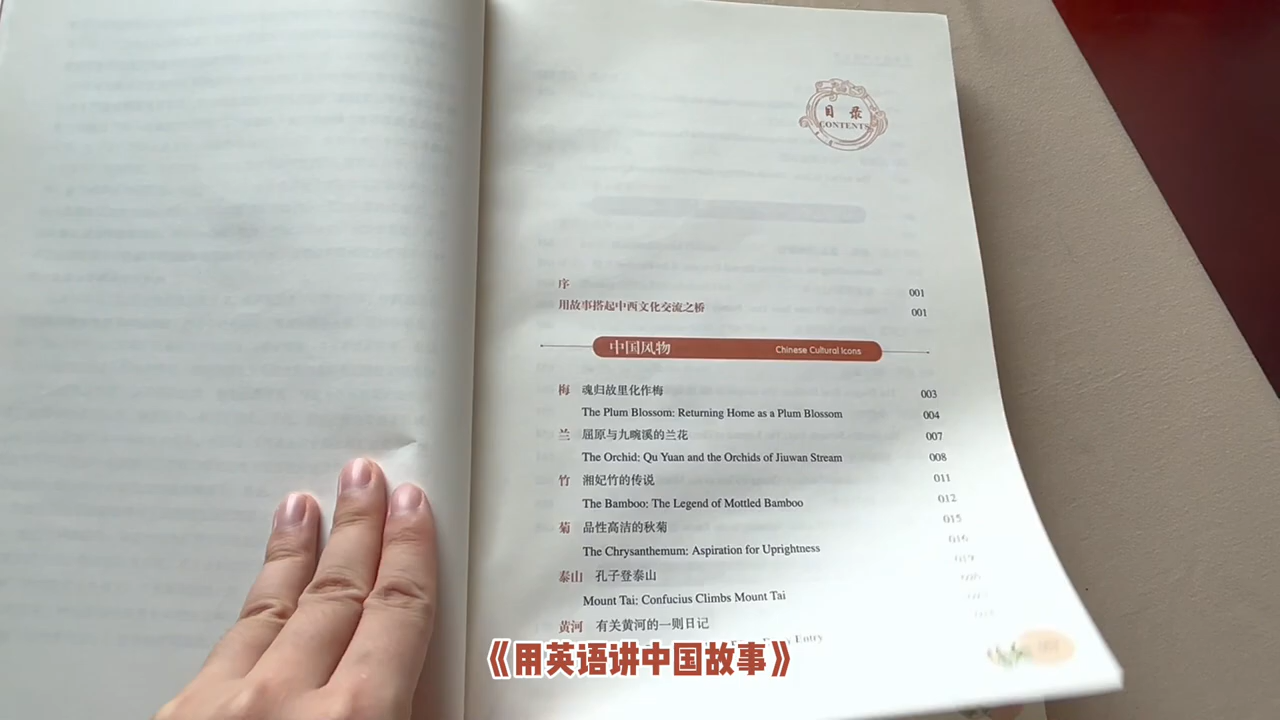 目 录
CONTENTS
序 001
用故事搭起中西文化交流之桥 001
中国风物 Chinese Cultural Icons
梅 魂归故里化作梅 003
The Plum Blossom: Returning Home as a Plum Blossom 004
兰 屈原与九畹溪的兰花 007
The Orchid: Qu Yuan and the Orchids of Jiuwan Stream 008
竹 湘妃竹的传说 011
The Bamboo: The Legend of Mottled Bamboo 012
菊 品性高洁的秋菊 015
The Chrysanthemum: Aspiration for Uprightness 016
泰山 孔子登泰山 019
Mount Tai: Confucius Climbs Mount Tai
黄河 有关黄河的一则日记
Entry
《用英语讲中国故事》